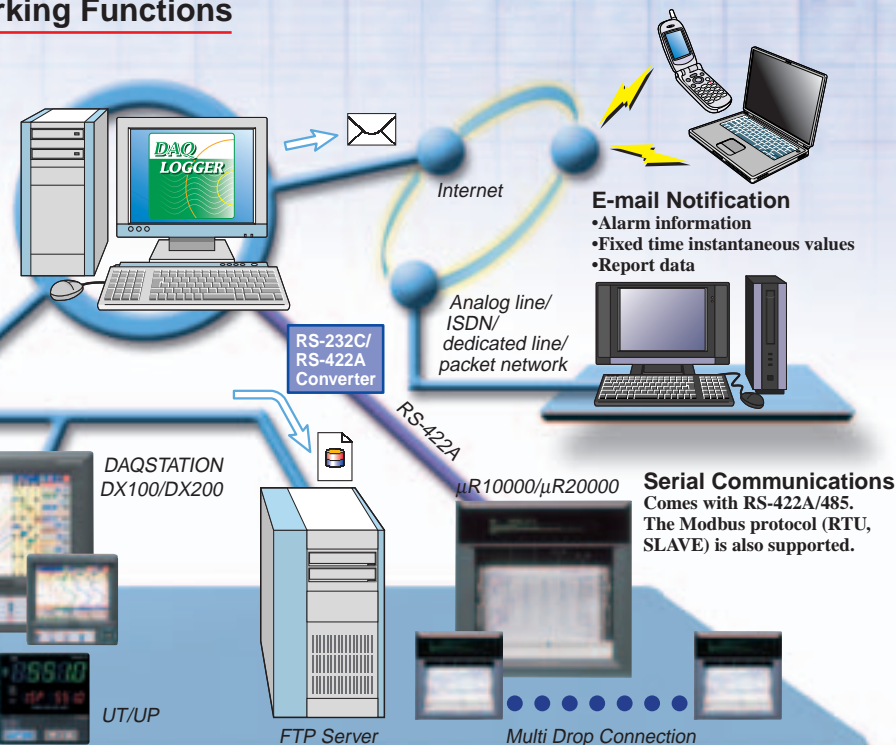 rking Functions
DAQ
LOGGER
Internet
E-mail Notification
•Alarm information
•Fixed time instantaneous values
•Report data
Analog line/
ISDN/
dedicated line/
packet network
RS-232C/
RS-422A
Converter
RS-422A
DAQSTATION
DX100/DX200
µR10000/µR20000
Serial Communications
Comes with RS-422A/485.
The Modbus protocol (RTU,
SLAVE) is also supported.
UT/UP
FTP Server
Multi Drop Connection